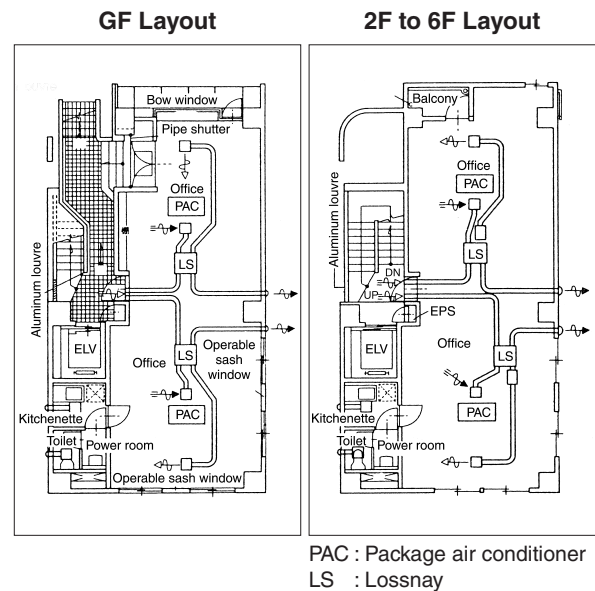 GF Layout
Bow window
Pipe shutter
Office
PAC
LS
Aluminum louvre
ELV
Office
LS
Operable
sash
window
PAC
Kitchenette
Toilet
Power room
Operable sash window
2F to 6F Layout
Balcony
Office
PAC
Aluminum louvre
LS
DN
UP
EPS
ELV
Office
LS
PAC
Kitchenette
Toilet
Power room
PAC : Package air conditioner
LS : Lossnay